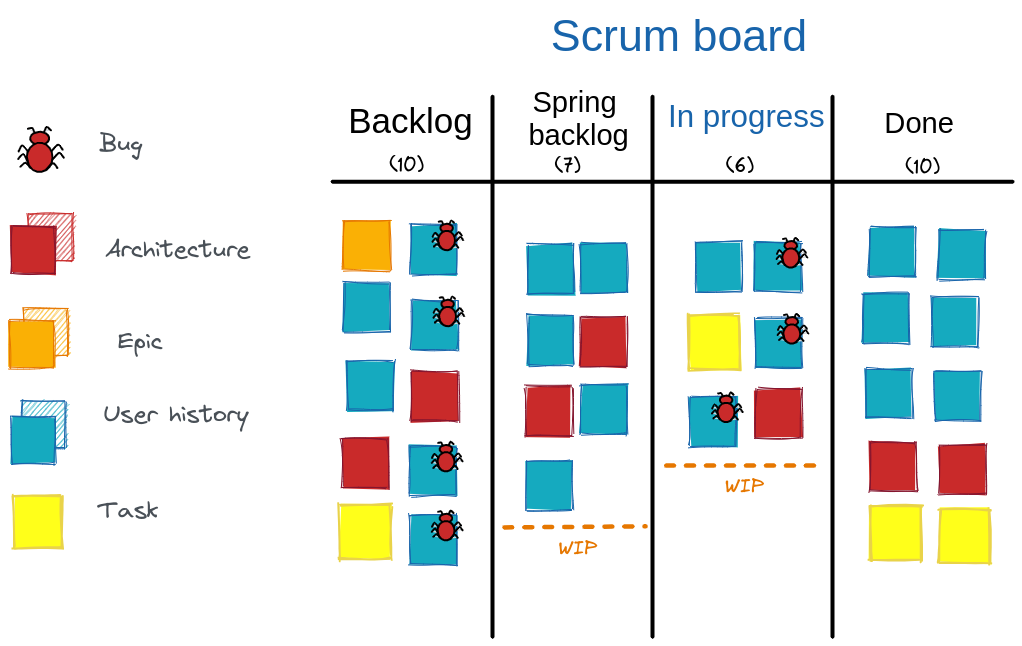 Scrum board
Backlog
(10)
Spring
backlog
(7)
In progress
(6)
Done
(10)
Bug
Architecture
Epic
User history
Task
WIP
WIP